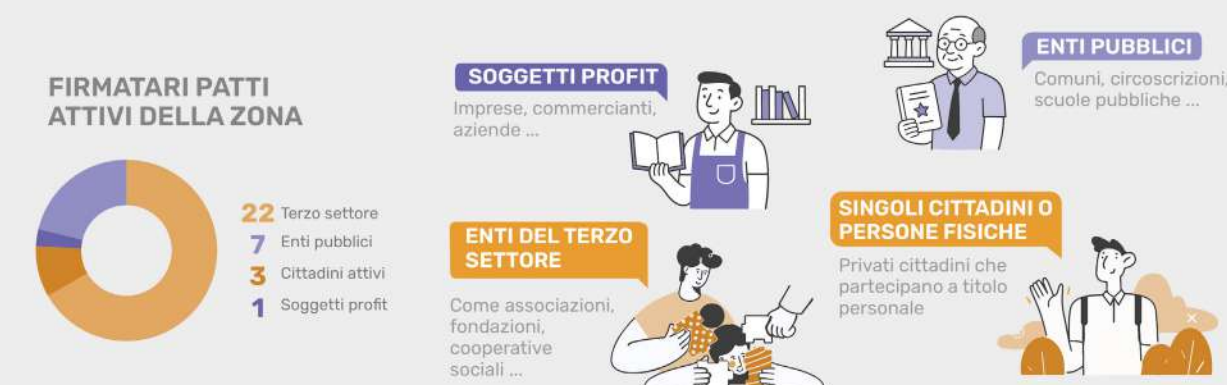 FIRMATARI PATTI
ATTIVI DELLA ZONA
22 Terzo settore
7 Enti pubblici
3 Cittadini attivi
1 Soggetti profit
SOGGETTI PROFIT
Imprese, commercianti,
aziende ...
ENTI PUBBLICI
Comuni, circoscrizioni,
scuole pubbliche ...
ENTI DEL TERZO
SETTORE
Come associazioni,
fondazioni,
cooperative
sociali ...
SINGOLI CITTADINI O
PERSONE FISICHE
Privati cittadini che
partecipano a titolo
personale